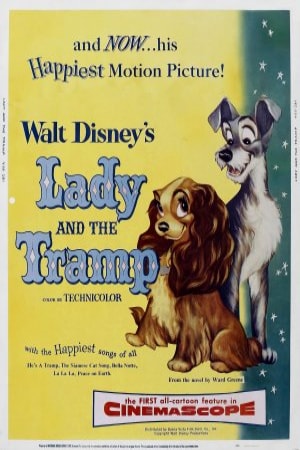 and NOW...his
Happiest Motion Picture!
Walt Disney's
Lady
AND THE
Tramp
COLOR BY TECHNICOLOR
with the Happiest songs of all
He's A Tramp, The Siamese Cat Song, Bella Notte,
La La Lu, Peace on Earth
From the novel by Ward Greene
the FIRST all-cartoon feature in
CINEMASCOPE